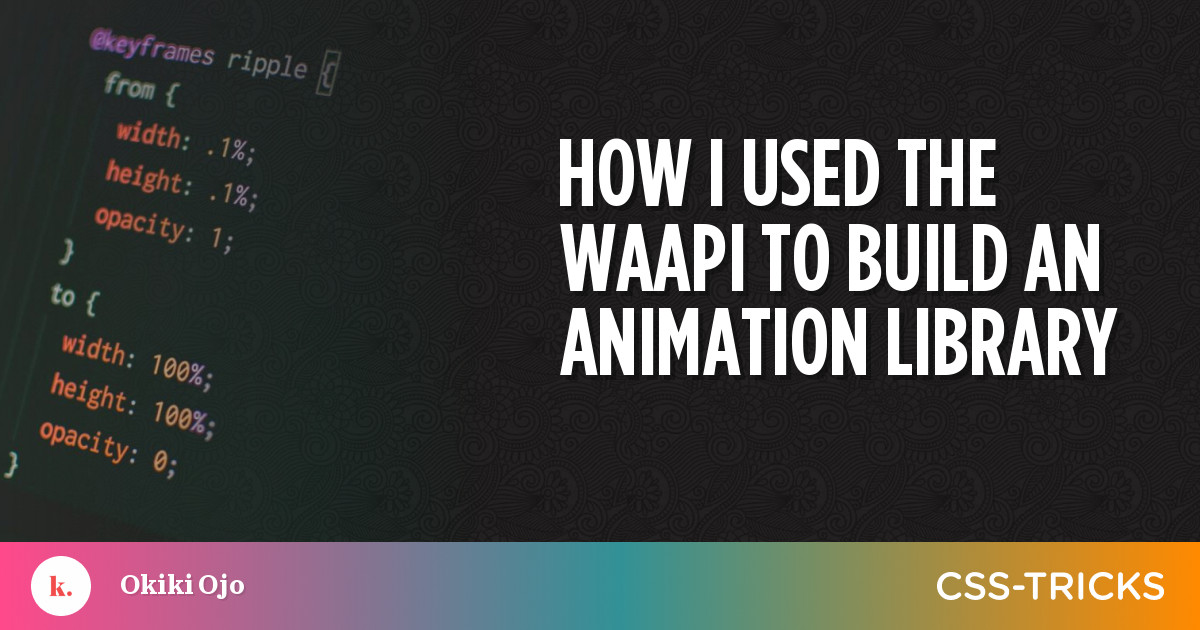 @keyframes ripple {
from {
width: .1%;
height: .1%;
opacity: 1;
}
to {
width: 100%;
height: 100%;
opacity: 0;
}
HOW I USED THE
WAAPI TO BUILD AN
ANIMATION LIBRARY
k.
Okiki Ojo
CSS-TRICKS